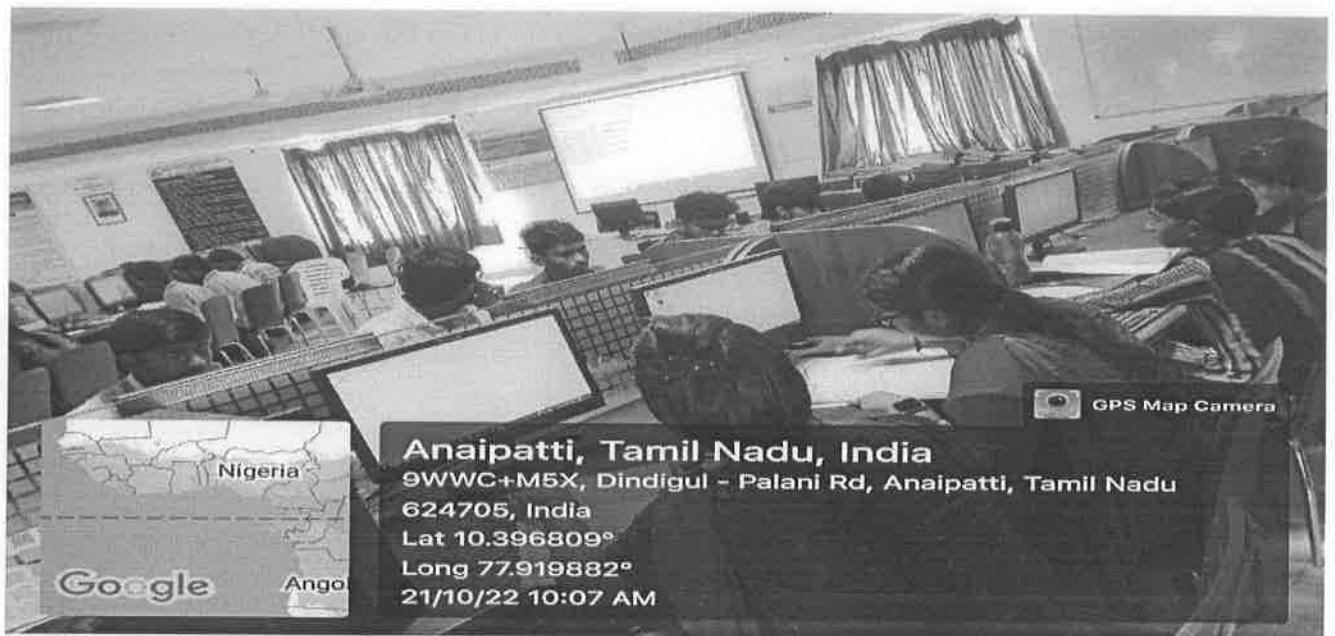 GPS Map Camera
Nigeria
Angol
Google
Anaipatti, Tamil Nadu, India
9WWC+M5X, Dindigul - Palani Rd, Anaipatti, Tamil Nadu
624705, India
Lat 10.396809°
Long 77.919882°
21/10/22 10:07 AM